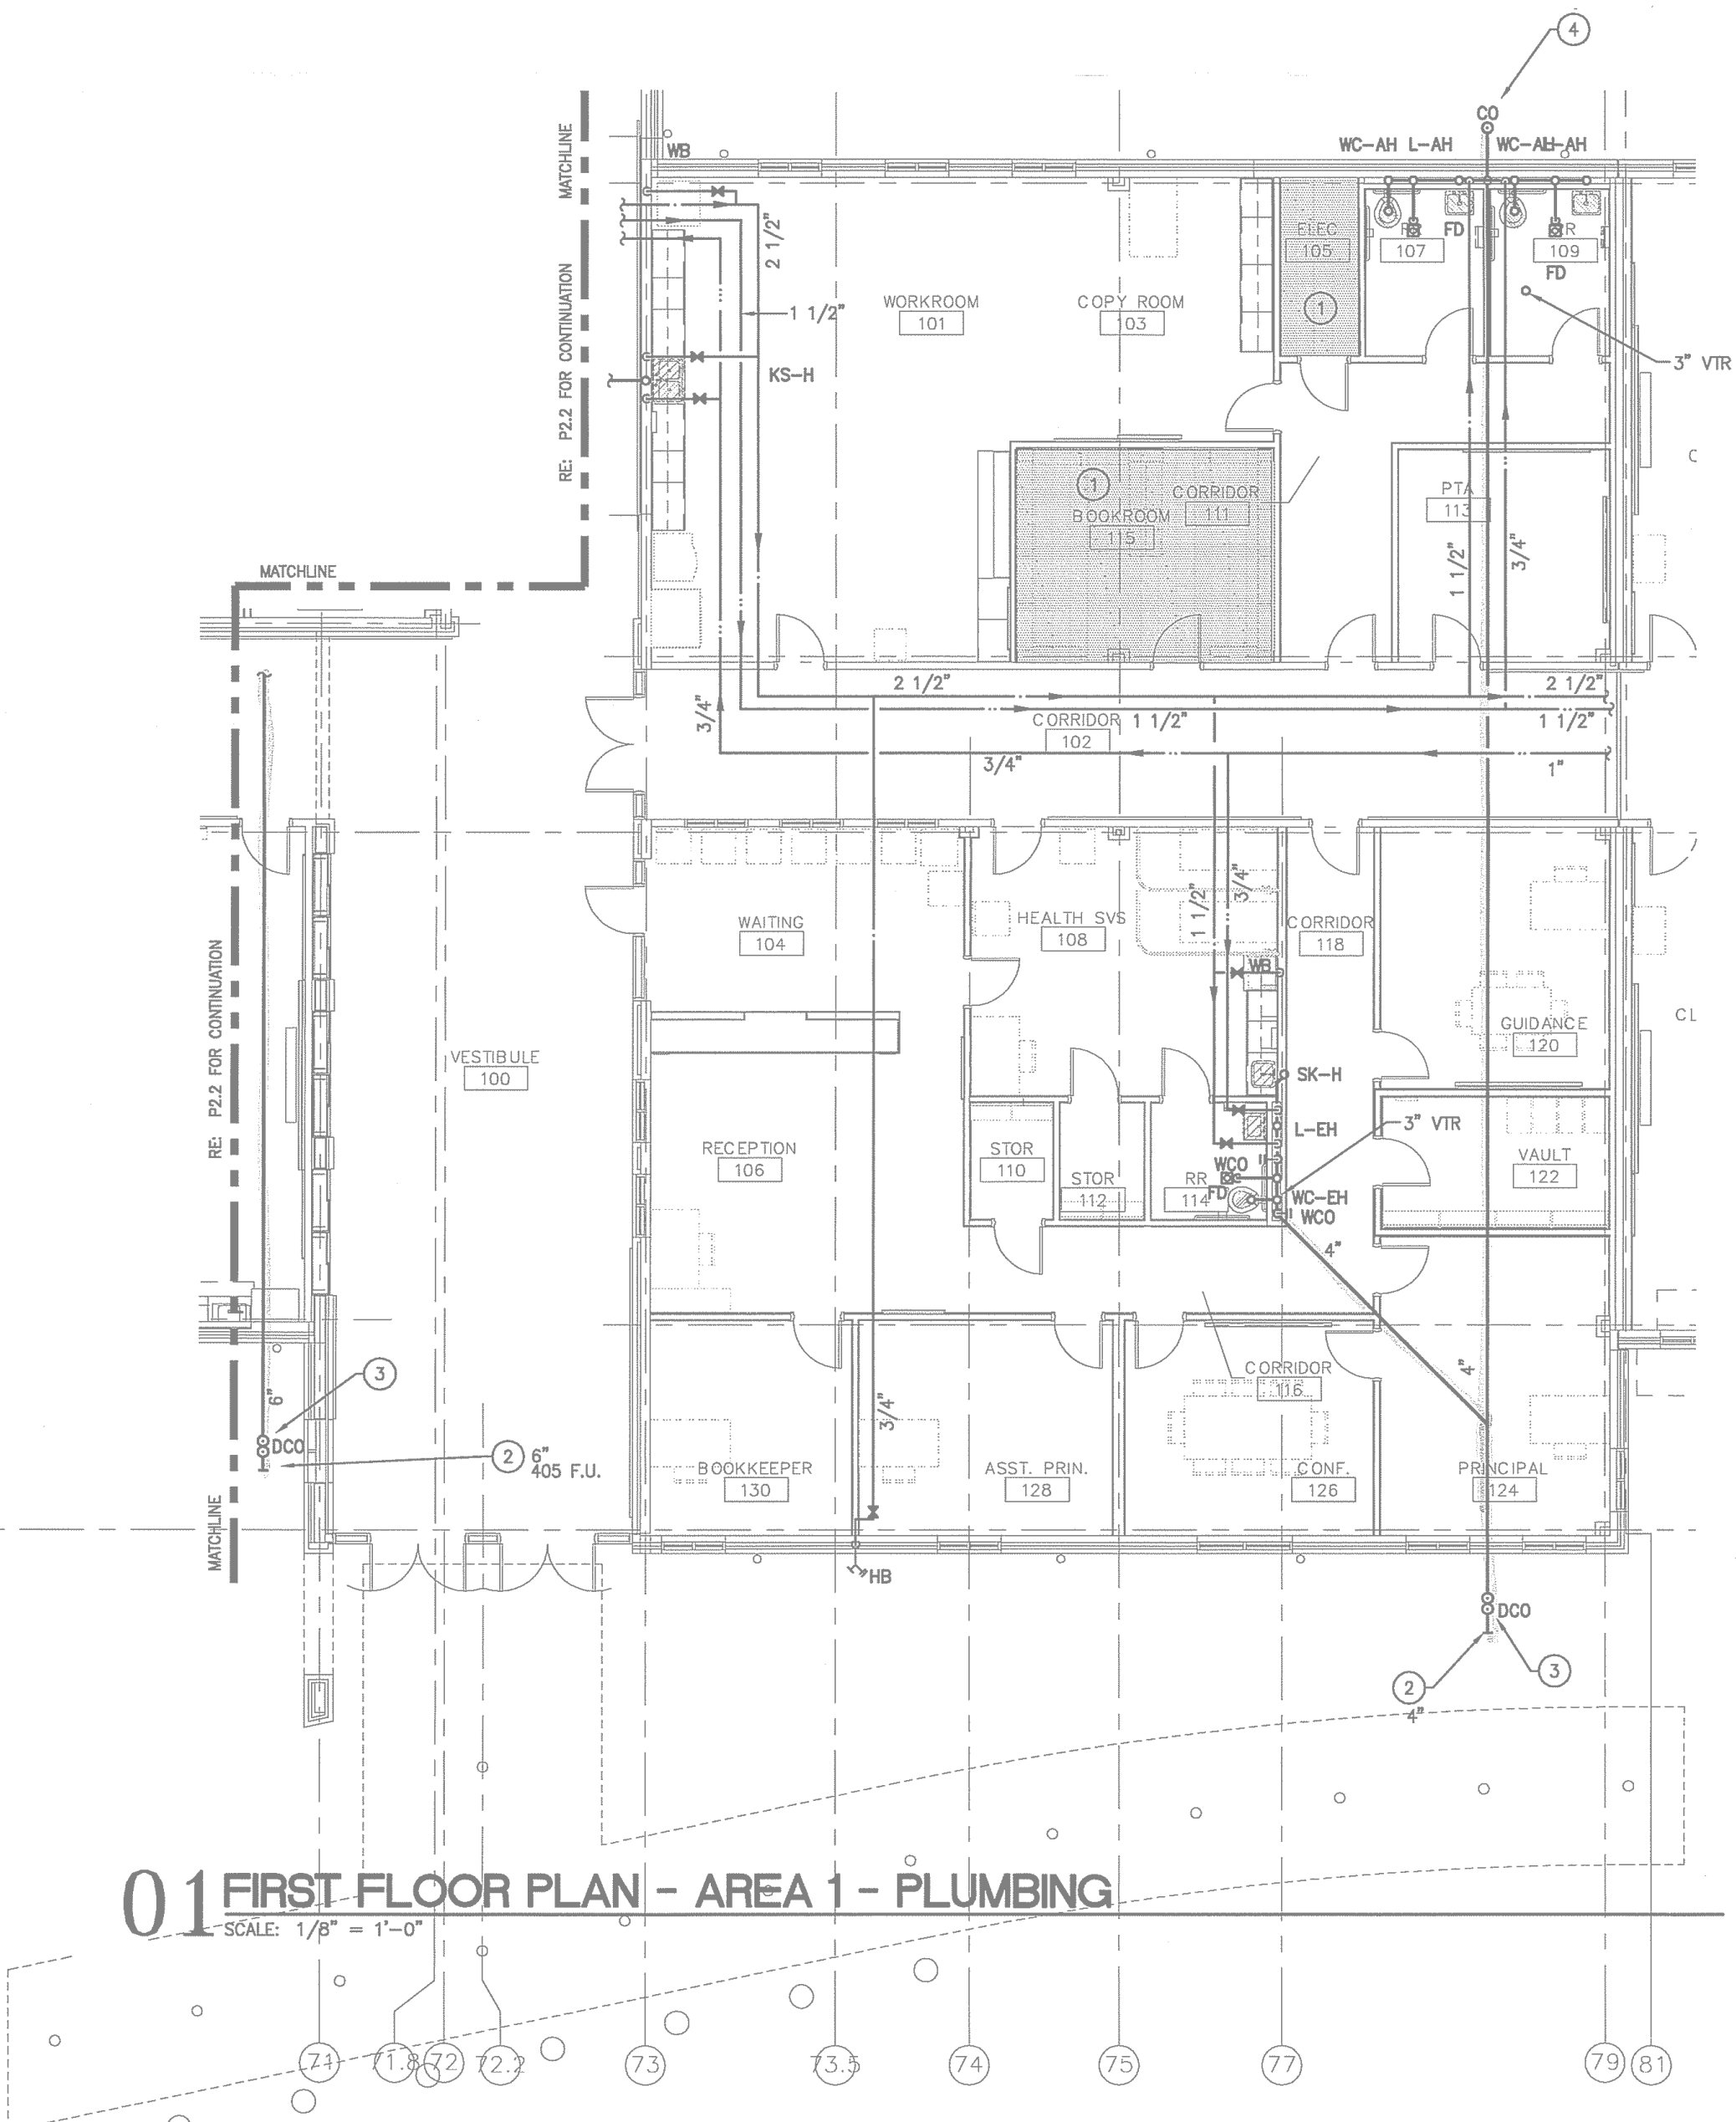 4
CO
WC-AH L-AH
MATCHLINE
WB
2 1/2"
ELEC
105
107
FD
109
FD
RE: P2.2 FOR CONTINUATION
1 1/2"
WORKROOM
101
COPY ROOM
103
1
3" VTR
KS-H
1
CORRIDOR
111
BOOKROOM
115
PTA
113
1 1/2"
3/4"
MATCHLINE
2 1/2"
2 1/2"
3/4"
CORRIDOR
102
1 1/2"
1 1/2"
3/4"
1"
1 1/2"
3/4"
WAITING
104
HEALTH SVS
108
CORRIDOR
118
WB
RE: P2.2 FOR CONTINUATION
VESTIBULE
100
GUIDANCE
120
CL
SK-H
L-EH
3" VTR
RECEPTION
106
STOR
110
STOR
112
RR
114
WCO
FD
WC-EH
WCO
VAULT
122
4"
4"
3
6"
DCO
2
6"
405 F.U.
CORRIDOR
116
3/4"
BOOKKEEPER
130
ASST. PRIN.
128
CONF.
126
PRINCIPAL
124
MATCHLINE
HB
DCO
3
2
4"
01 FIRST FLOOR PLAN - AREA 1 - PLUMBING
SCALE: 1/8" = 1'-0"
71
71.8
72
72.2
73
73.5
74
75
77
79
81